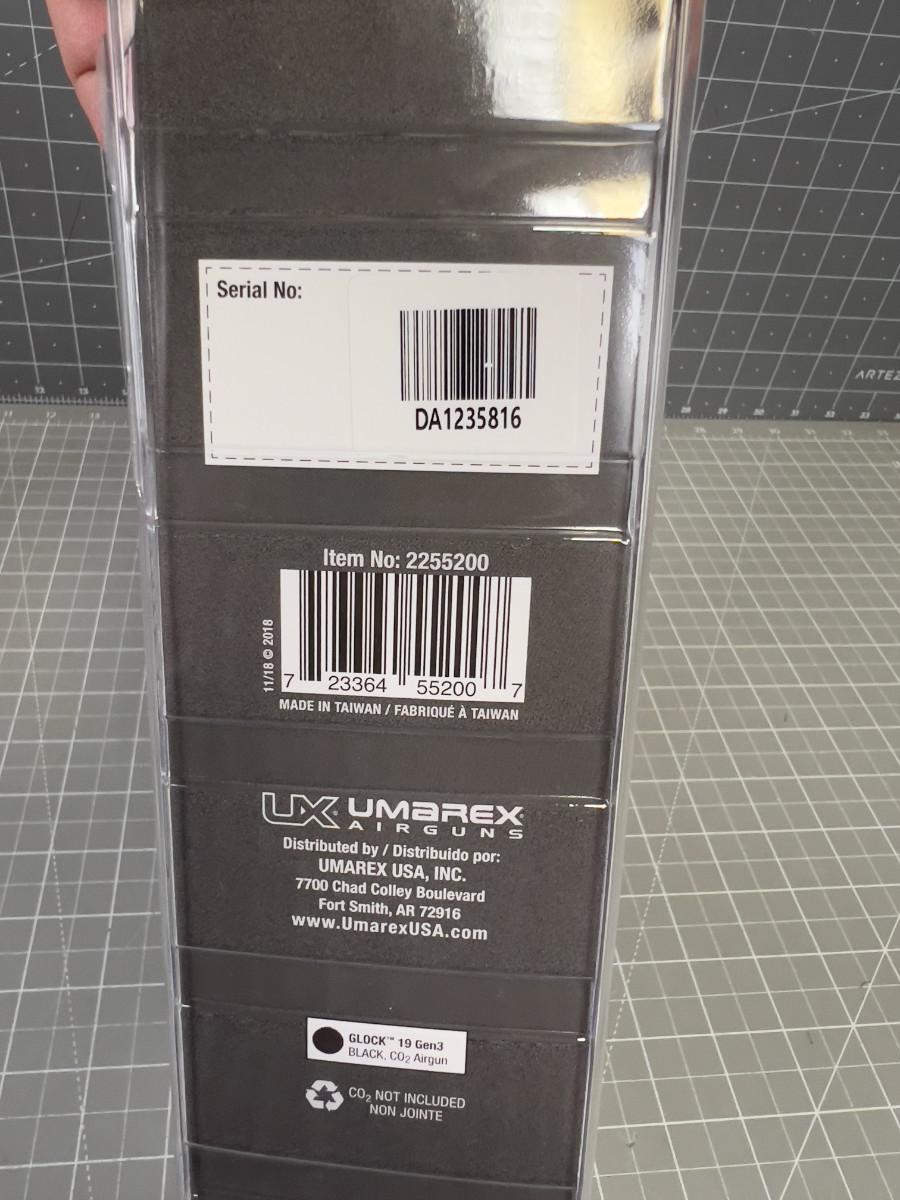 Serial No:
DA1235816
Item No: 2255200
11/18 © 2018
7 23364 55200 7
MADE IN TAIWAN / FABRIQUÉ À TAIWAN
UX UMAREX
AIRGUNS
Distributed by / Distribuido por:
UMAREX USA, INC.
7700 Chad Colley Boulevard
Fort Smith, AR 72916
www.UmarexUSA.com
GLOCK™ 19 Gen3
BLACK, CO₂ Airgun
CO₂ NOT INCLUDED
NON JOINTE